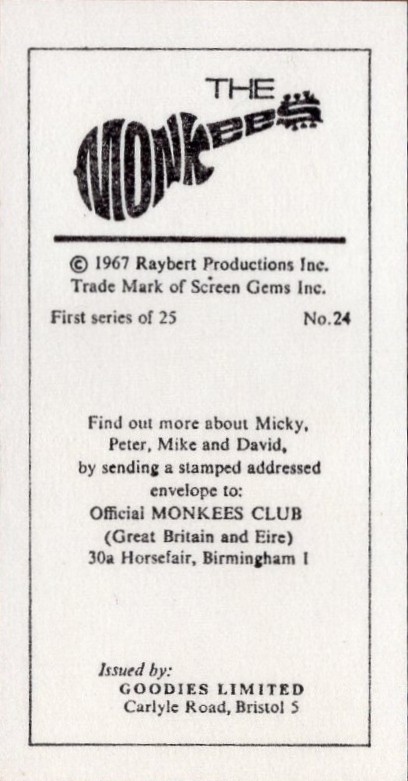 THE
MONKEES
© 1967 Raybert Productions Inc.
Trade Mark of Screen Gems Inc.
First series of 25 No.24
Find out more about Micky,
Peter, Mike and David,
by sending a stamped addressed
envelope to:
Official MONKEES CLUB
(Great Britain and Eire)
30a Horsefair, Birmingham 1
Issued by:
GOODIES LIMITED
Carlyle Road, Bristol 5